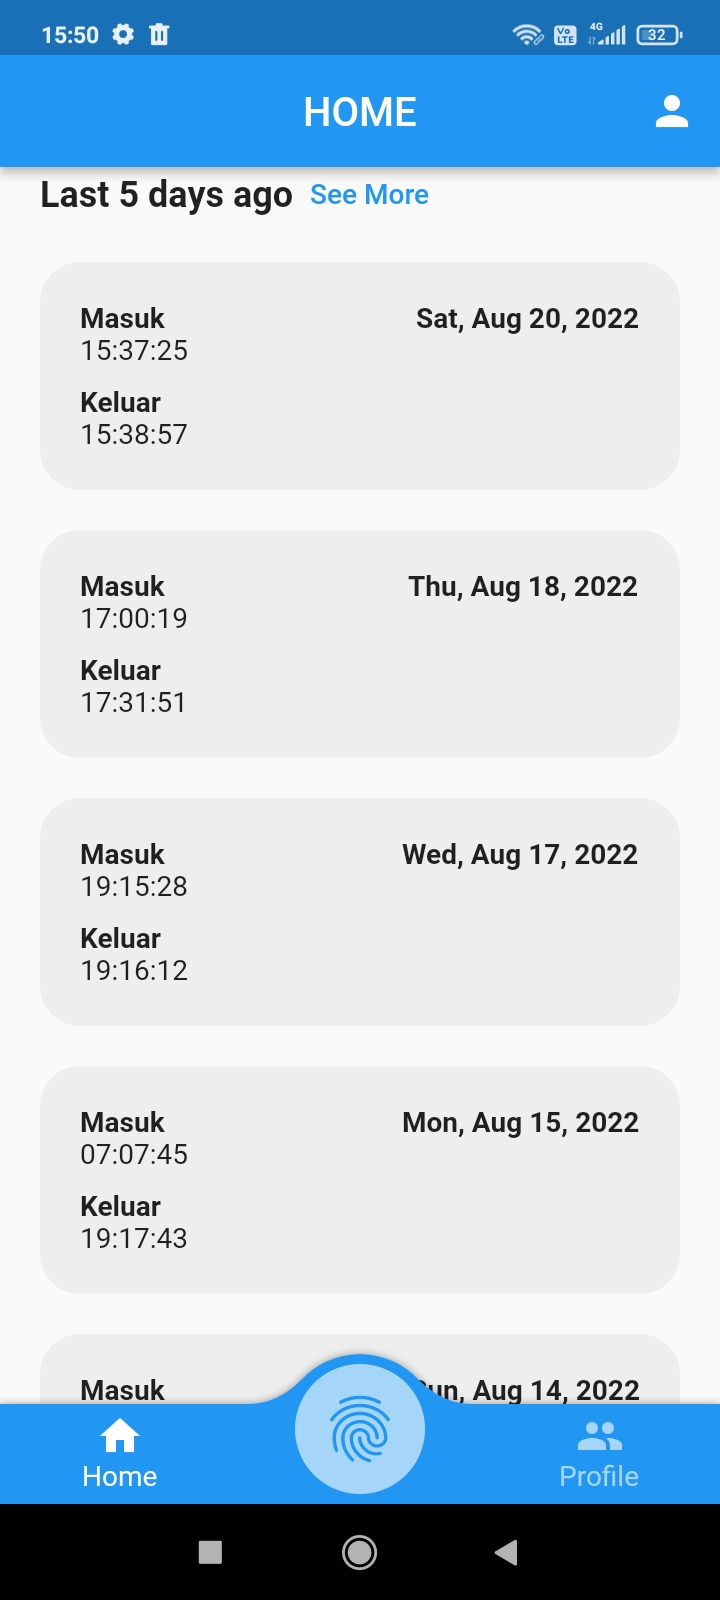 15:50
4G
Vo
LTE
32
HOME
Last 5 days ago See More
Masuk Sat, Aug 20, 2022
15:37:25
Keluar
15:38:57
Masuk Thu, Aug 18, 2022
17:00:19
Keluar
17:31:51
Masuk Wed, Aug 17, 2022
19:15:28
Keluar
19:16:12
Masuk Mon, Aug 15, 2022
07:07:45
Keluar
19:17:43
Masuk Sun, Aug 14, 2022
Home Profile